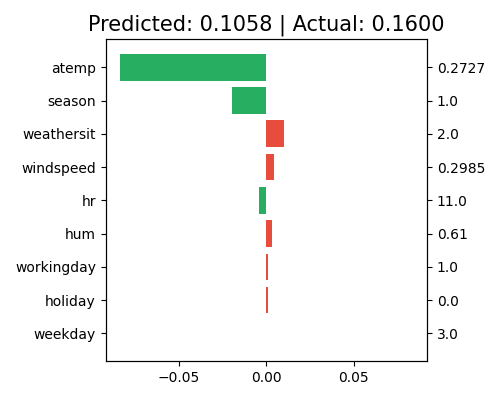 Predicted: 0.1058 | Actual: 0.1600
atemp 0.2727
season 1.0
weathersit 2.0
windspeed 0.2985
hr 11.0
hum 0.61
workingday 1.0
holiday 0.0
weekday 3.0
−0.05 0.00 0.05